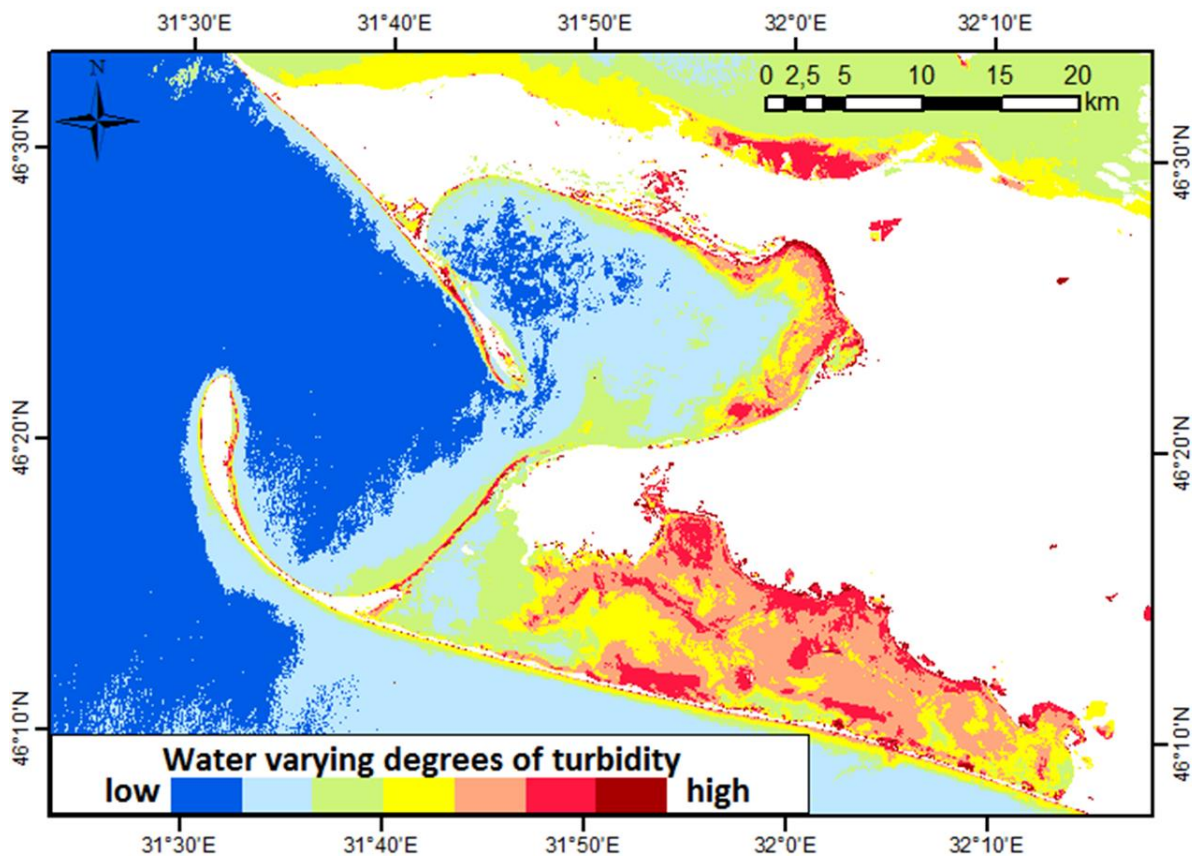 31°30'E 31°40'E 31°50'E 32°0'E 32°10'E
N
0 2,5 5 10 15 20
km
46°30'N 46°30'N
46°20'N 46°20'N
46°10'N 46°10'N
Water varying degrees of turbidity
low high
31°30'E 31°40'E 31°50'E 32°0'E 32°10'E